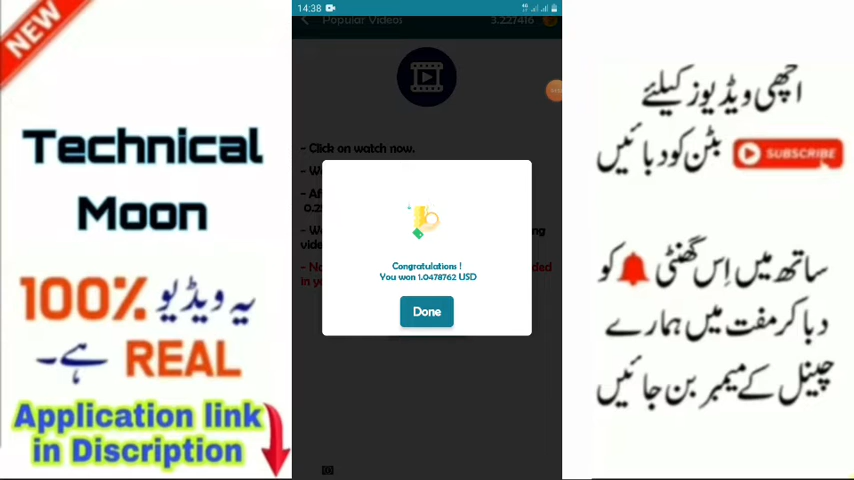 NEW
Technical
Moon
یہ ویڈیو 100%
REAL ہے۔
Application link
in Discription
14:38
Popular Videos
3.227416
- Click on watch now.
Congratulations !
You won 1.0478762 USD
Done
اچھی ویڈیوز کیلئے
بٹن کو دبائیں SUBSCRIBE
ساتھ میں اِس گھنٹی کو
دبا کر مفت میں ہمارے
چینل کے میمبر بن جائیں